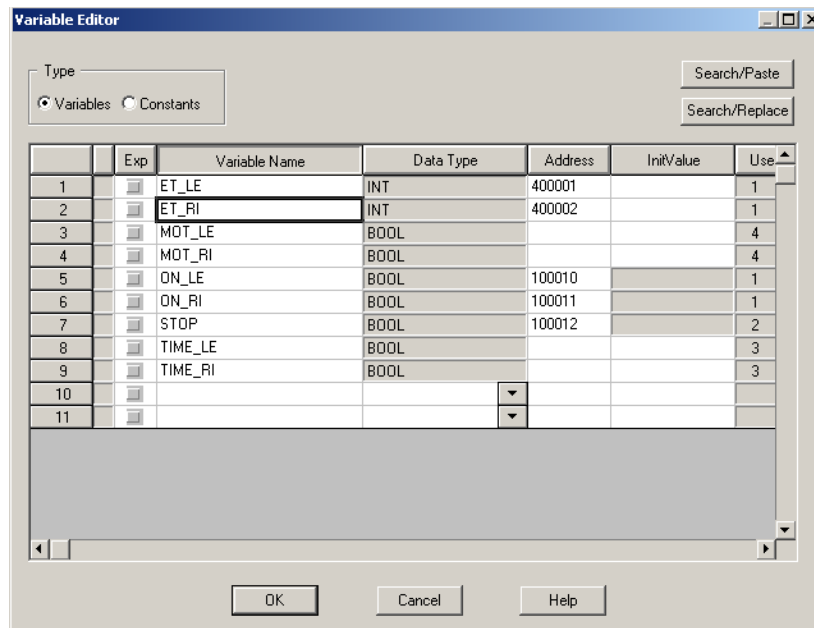 Variable Editor
Type
Variables Constants
Search/Paste
Search/Replace
Exp Variable Name Data Type Address InitValue Use
1 ET_LE INT 400001 1
2 ET_RI INT 400002 1
3 MOT_LE BOOL 4
4 MOT_RI BOOL 4
5 ON_LE BOOL 100010 1
6 ON_RI BOOL 100011 1
7 STOP BOOL 100012 2
8 TIME_LE BOOL 3
9 TIME_RI BOOL 3
10
11
OK Cancel Help